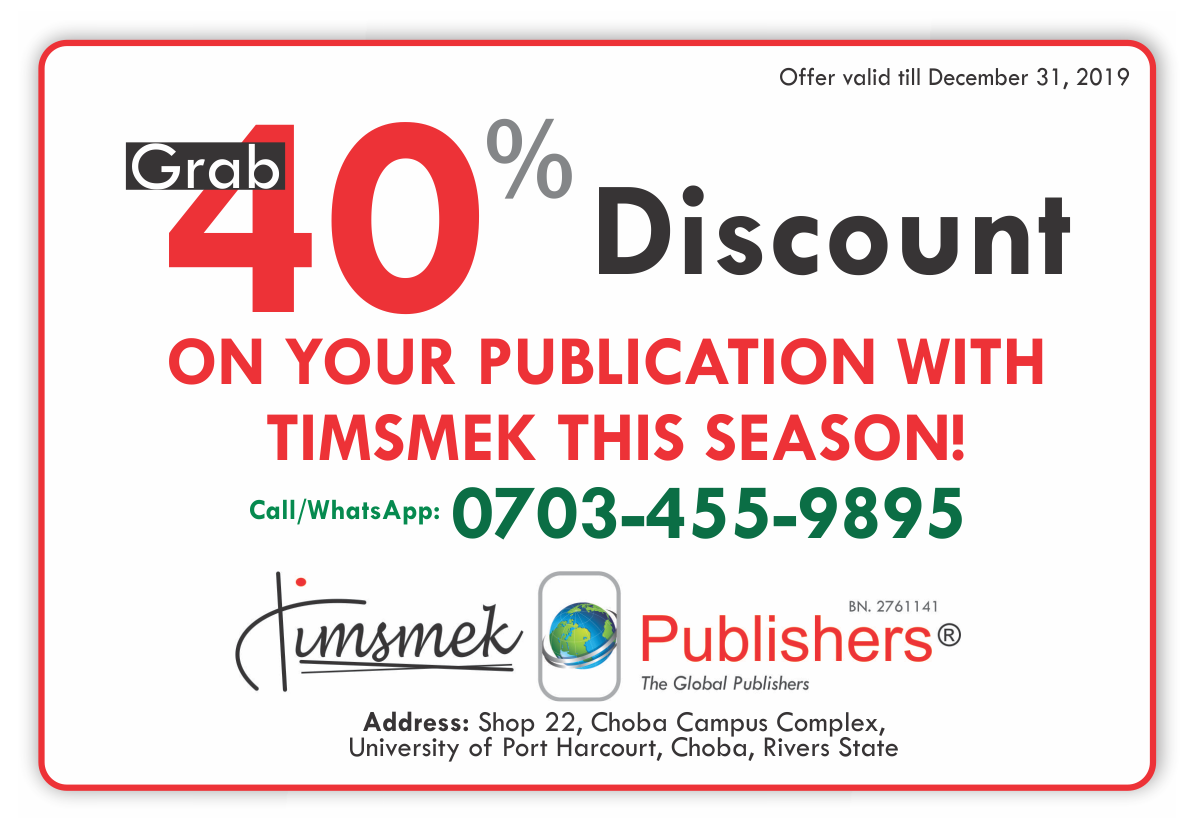 Offer valid till December 31, 2019
Grab
40% Discount
ON YOUR PUBLICATION WITH
TIMSMEK THIS SEASON!
Call/WhatsApp: 0703-455-9895
BN. 2761141
Timsmek Publishers®
The Global Publishers
Address: Shop 22, Choba Campus Complex,
University of Port Harcourt, Choba, Rivers State